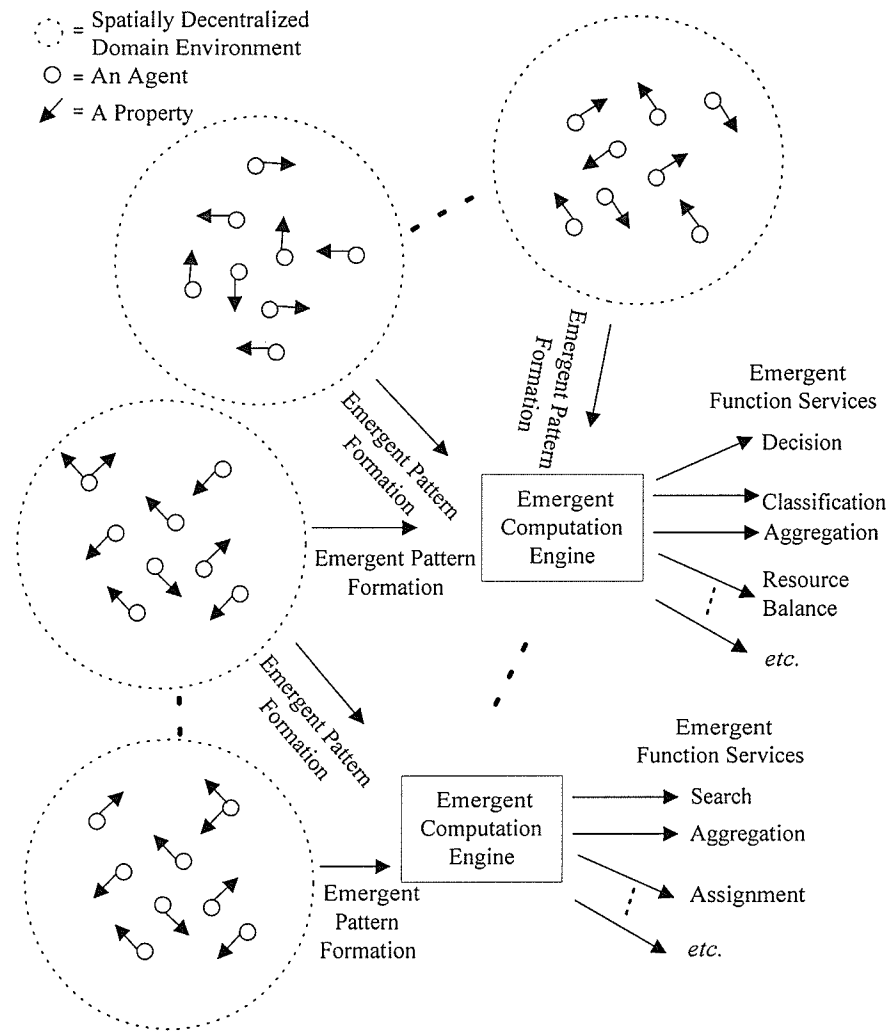 = Spatially Decentralized
Domain Environment
= An Agent
= A Property
Emergent Pattern
Formation
Emergent Pattern
Formation
Emergent
Function Services
Decision
Classification
Aggregation
Resource
Balance
etc.
Emergent
Computation
Engine
Emergent Pattern
Formation
Emergent Pattern
Formation
Emergent
Function Services
Search
Aggregation
Assignment
etc.
Emergent
Computation
Engine
Emergent
Pattern
Formation